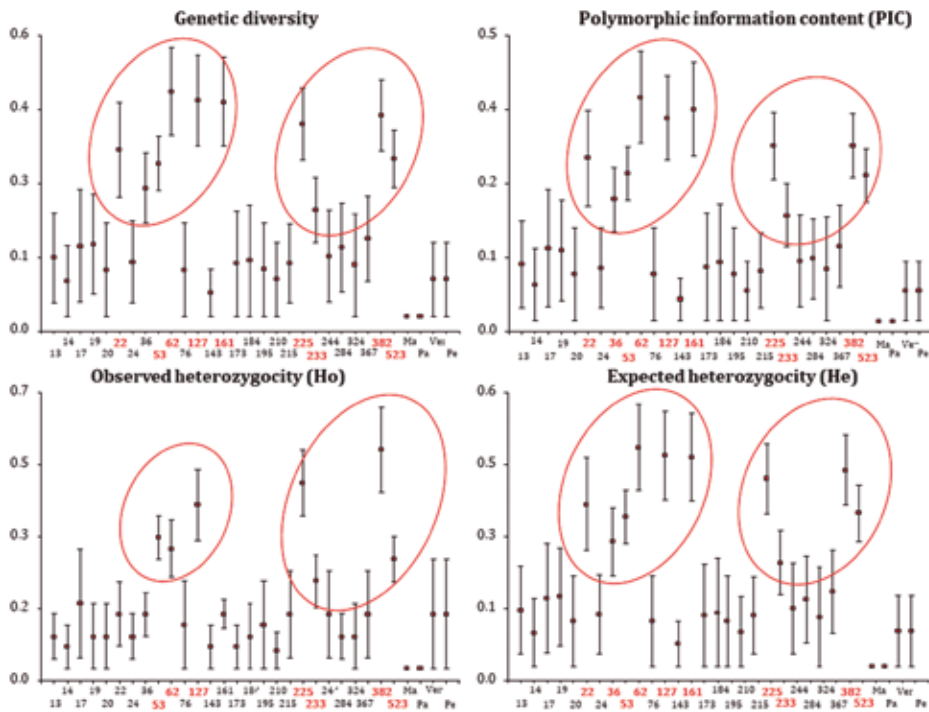 Genetic diversity
0.6
0.4
0.3
0.1
0.0
14 19 22 36 62 127 161 184 210 225 244 324 382 Ma Ver
13 17 20 24 53 76 143 173 195 215 233 284 367 523 Pa Pe
Polymorphic information content (PIC)
0.5
0.4
0.2
0.1
0.0
14 19 22 36 62 127 161 184 210 225 244 324 382 Ma Ver
13 17 20 24 53 76 143 173 195 215 233 284 367 523 Pa Pe
Observed heterozygocity (Ho)
0.7
0.5
0.3
0.2
0.0
14 19 22 36 62 127 161 18' 210 225 24' 324 382 Ma Ver
13 17 20 24 53 76 143 173 195 215 233 284 367 523 Pa Pe
Expected heterozygocity (He)
0.6
0.5
0.3
0.1
0.0
14 19 22 36 62 127 161 184 210 225 244 324 382 Ma Ver
13 17 20 24 53 76 143 173 195 215 233 284 367 523 Pa Pe